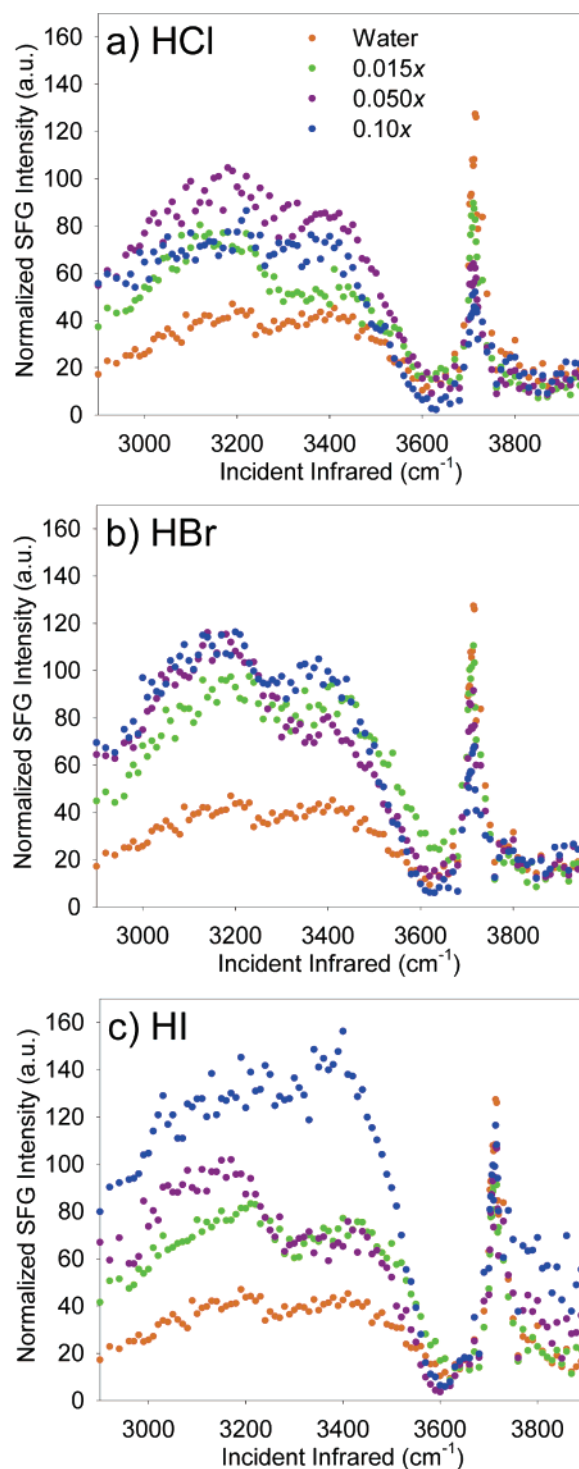 a) HCl
Water
0.015x
0.050x
0.10x
Normalized SFG Intensity (a.u.)
160
140
120
100
80
60
40
20
0
3000 3200 3400 3600 3800
Incident Infrared (cm⁻¹)
b) HBr
Normalized SFG Intensity (a.u.)
160
140
120
100
80
60
40
20
0
3000 3200 3400 3600 3800
Incident Infrared (cm⁻¹)
c) HI
Normalized SFG Intensity (a.u.)
160
140
120
100
80
60
40
20
0
3000 3200 3400 3600 3800
Incident Infrared (cm⁻¹)